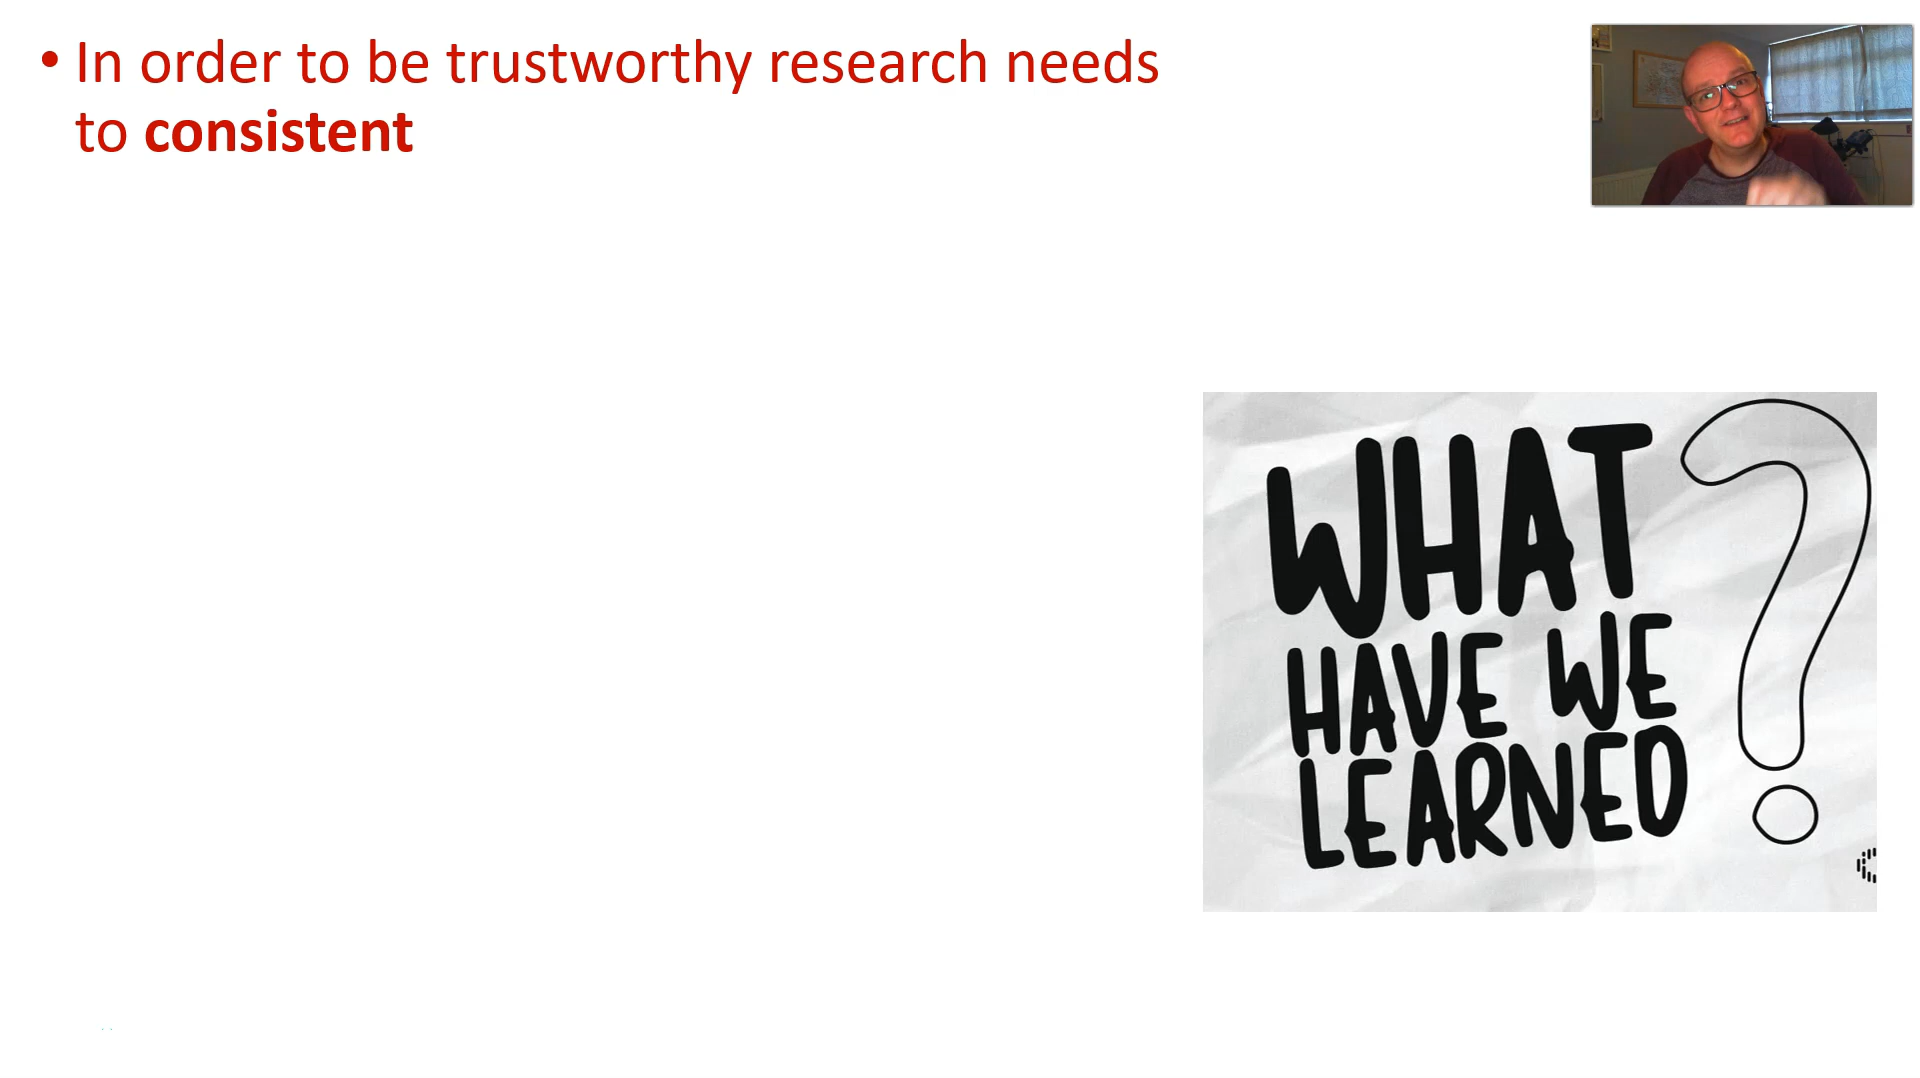 • In order to be trustworthy research needs
to consistent
WHAT
HAVE WE
LEARNED?